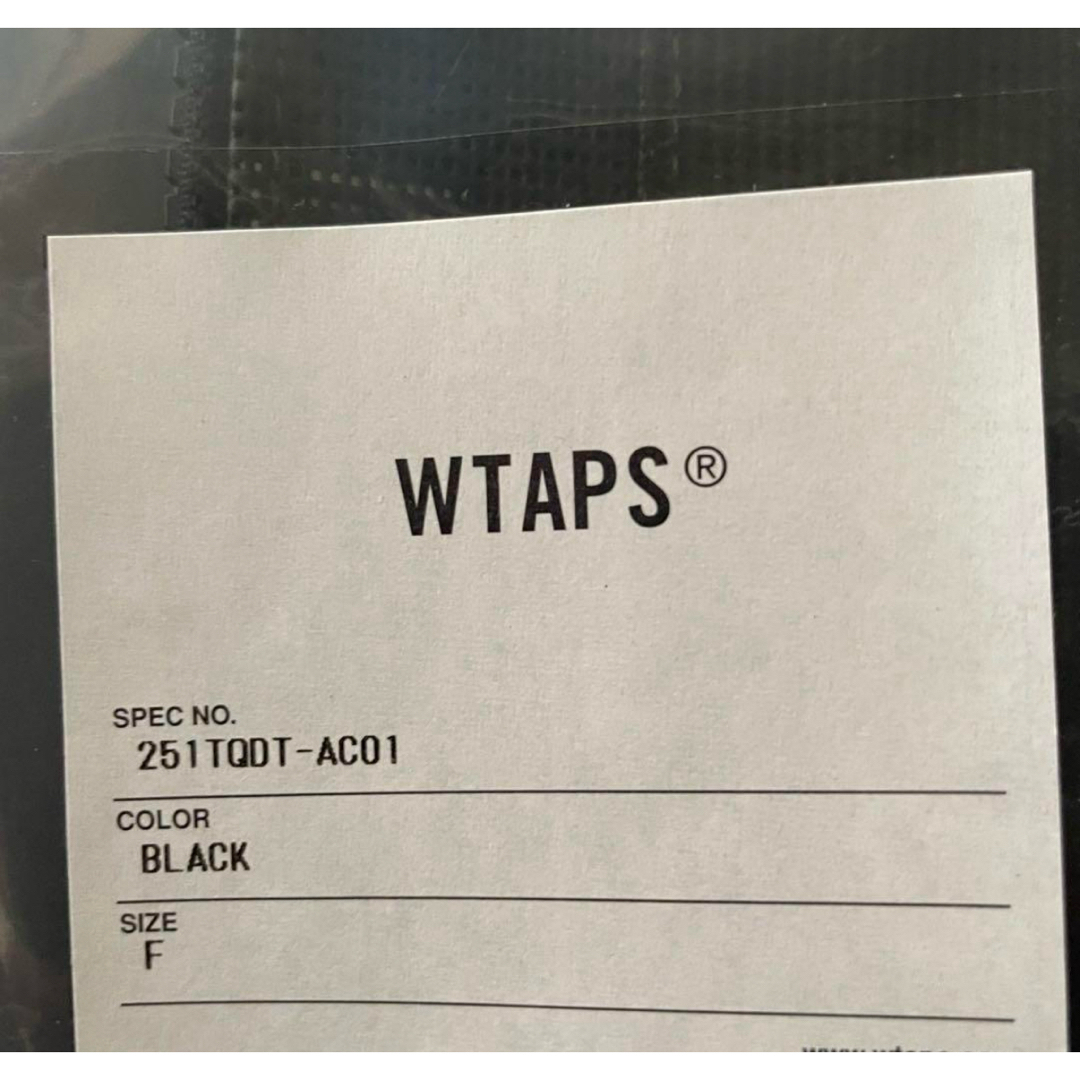 WTAPS®
SPEC NO.
251TQDT-AC01
COLOR
BLACK
SIZE
F